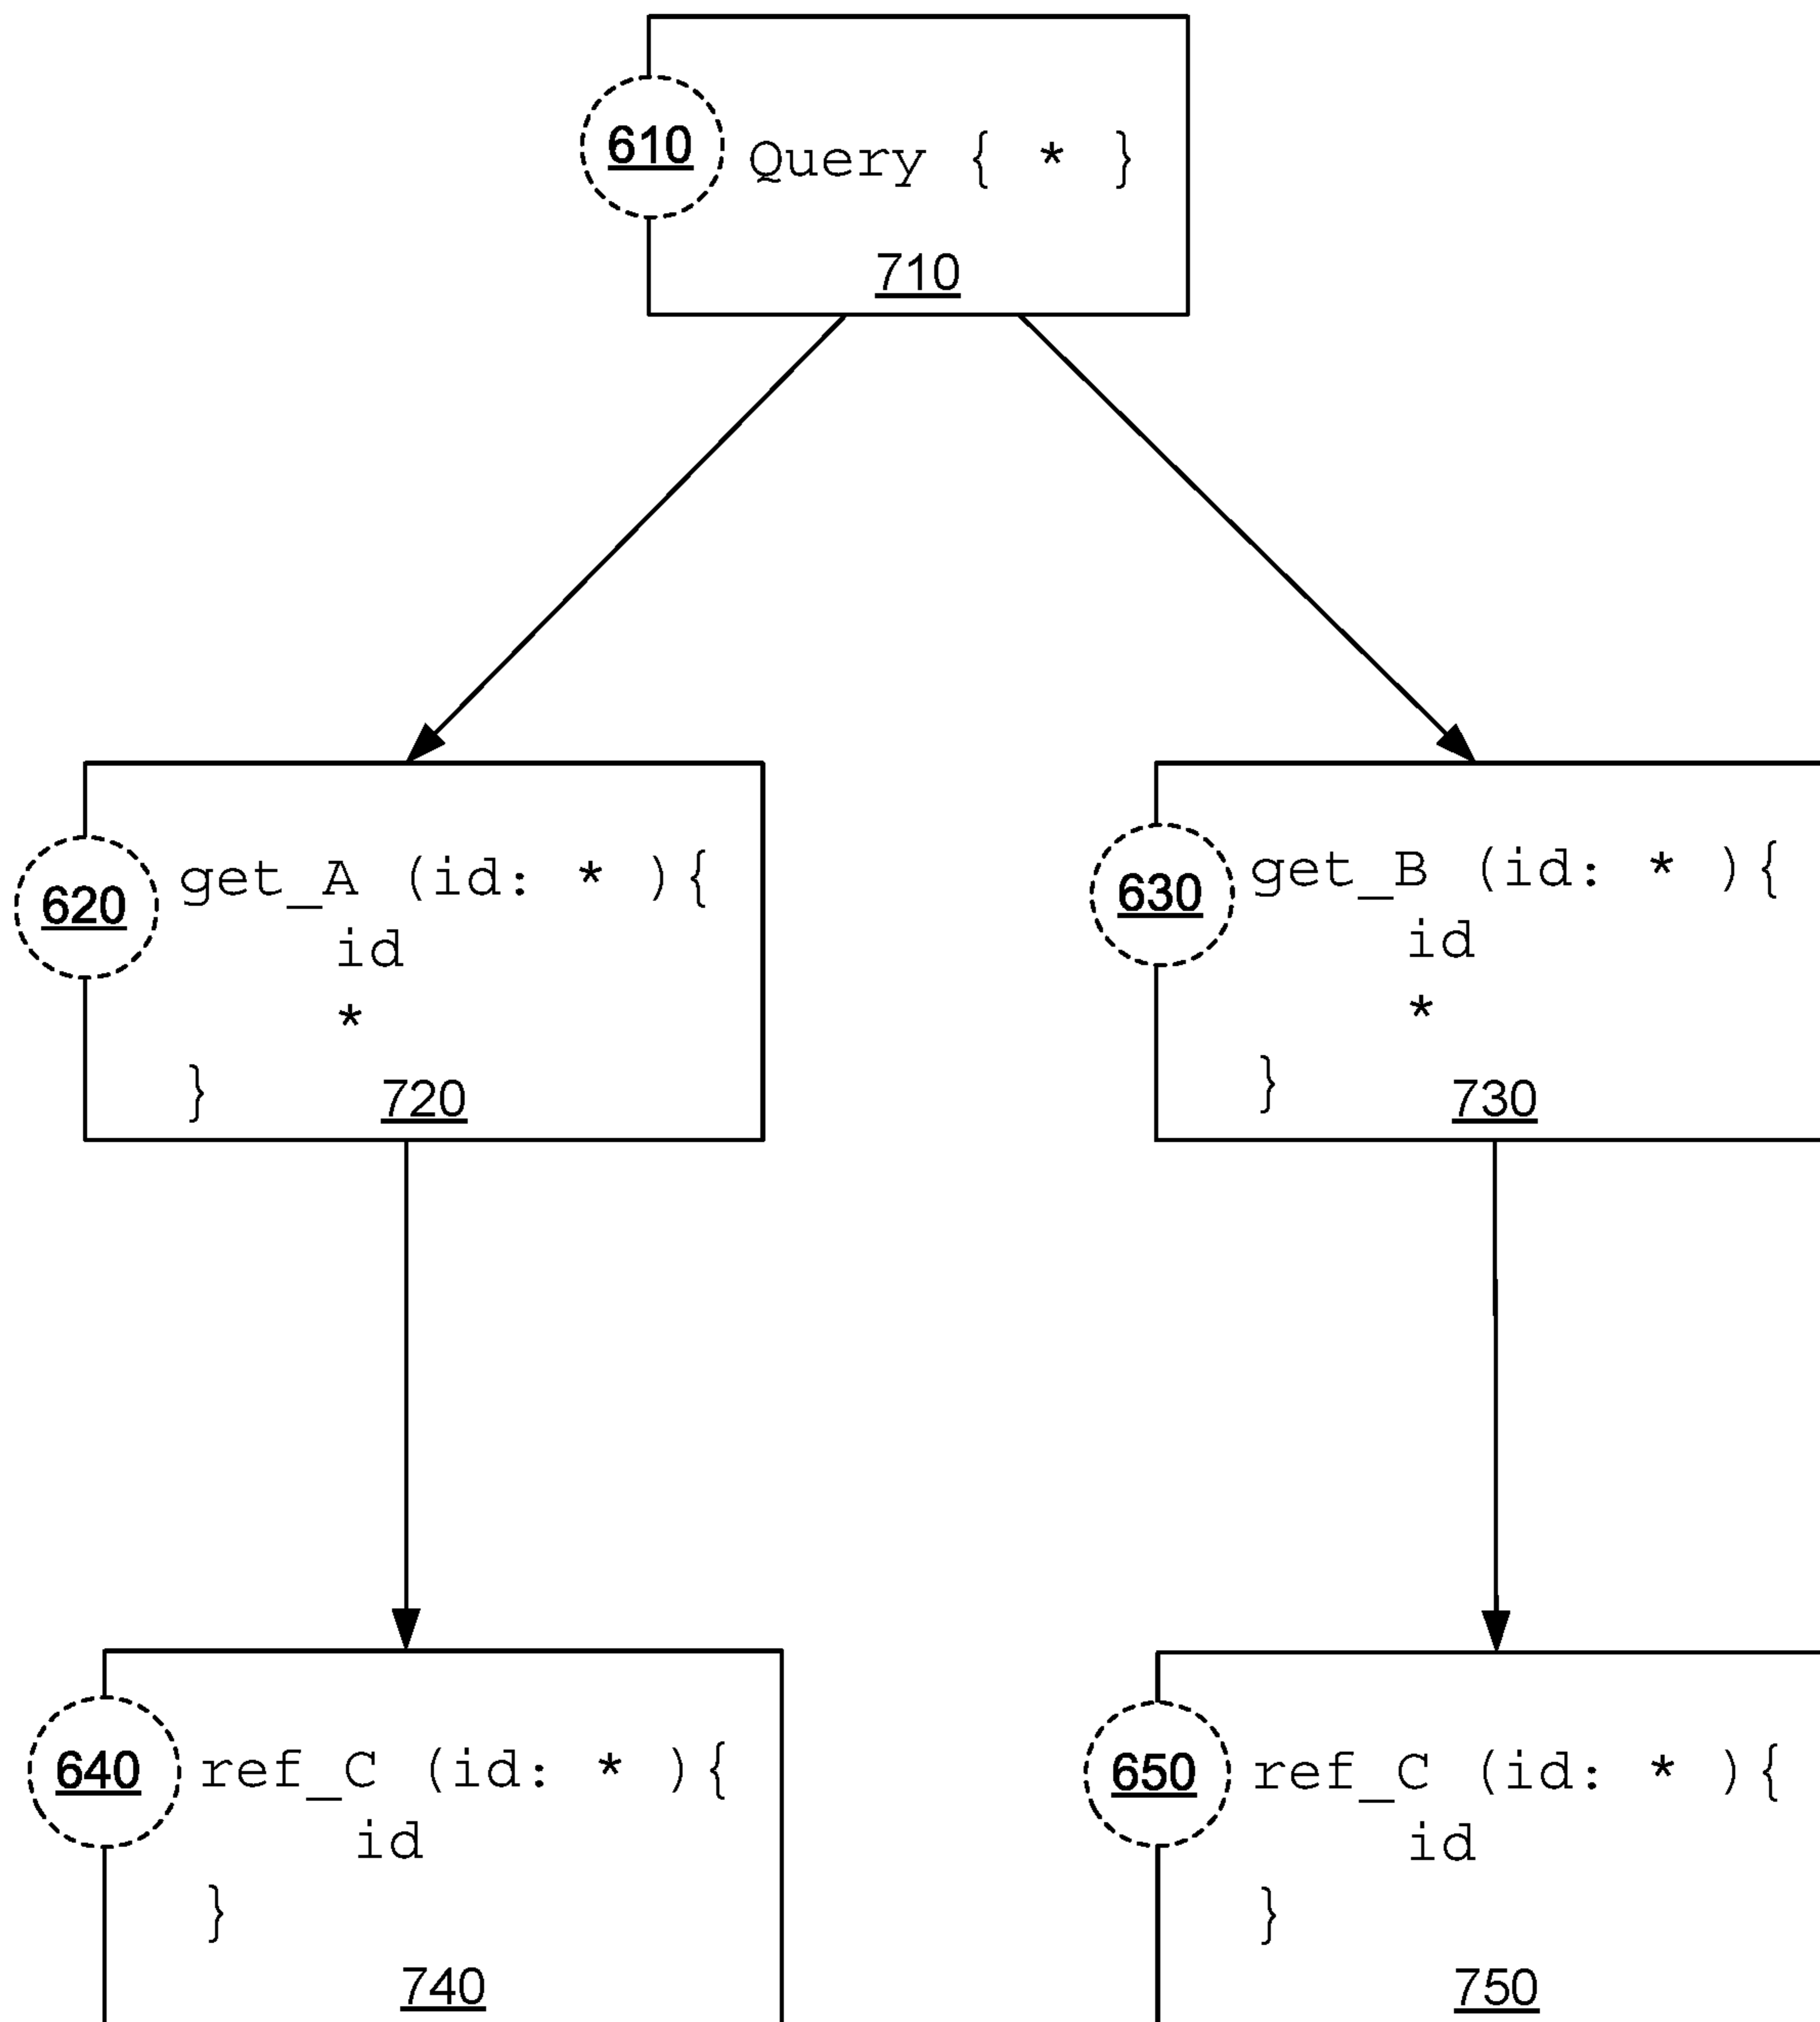 610
Query { * }
710
620
get_A (id: * ){
id
*
}
720
630
get_B (id: * ){
id
*
}
730
640
ref_C (id: * ){
id
}
740
650
ref_C (id: * ){
id
}
750